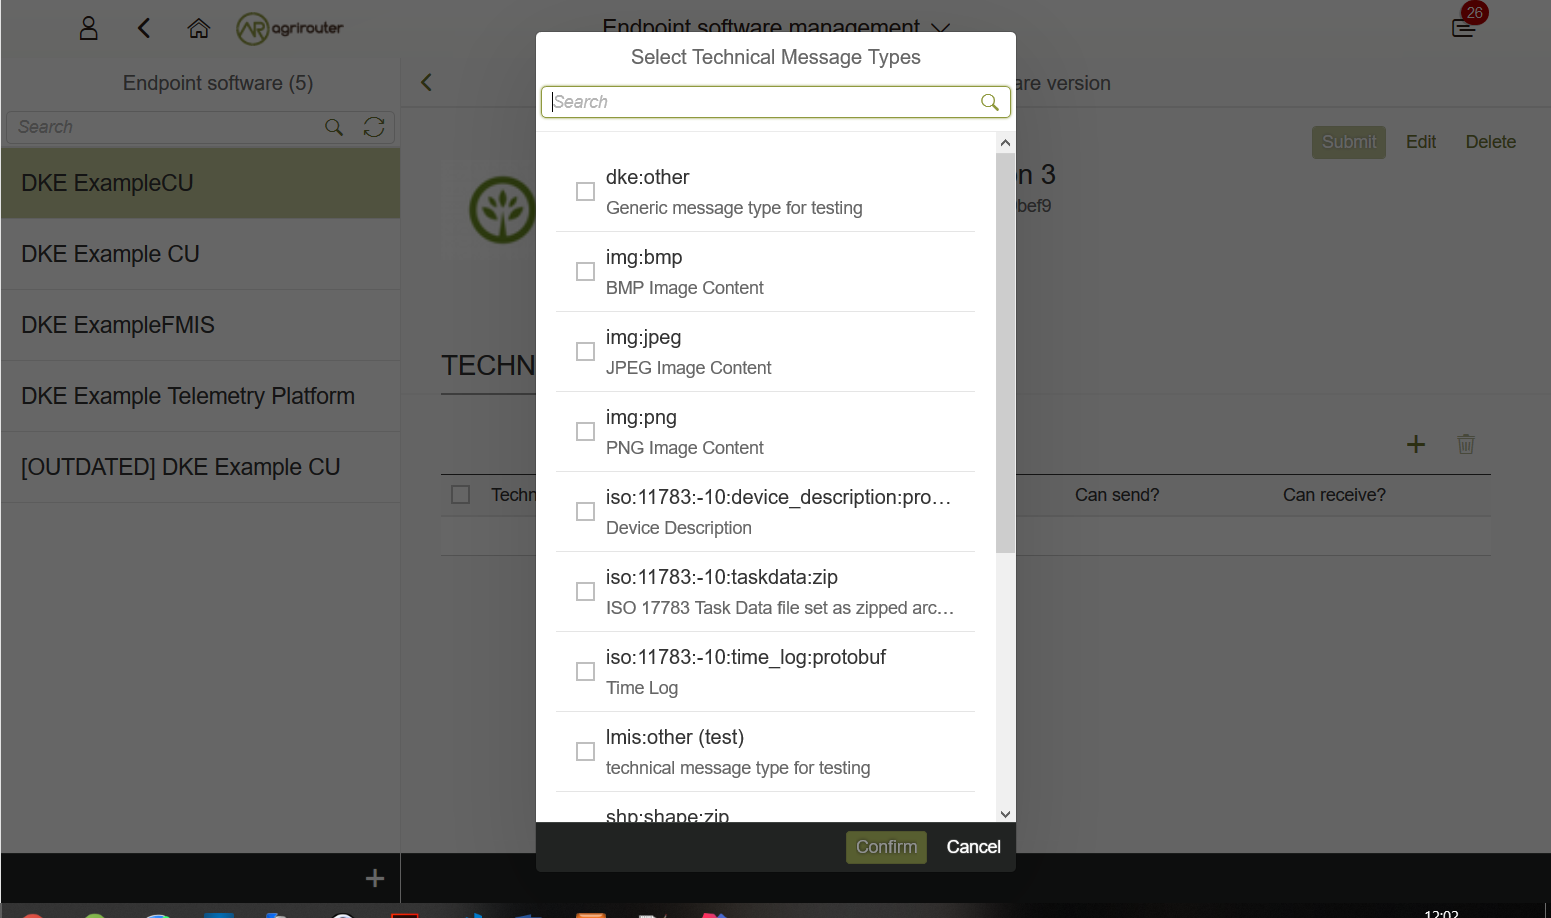 AR agrirouter
Endpoint software management
26
Endpoint software (5)
Search
DKE ExampleCU
DKE Example CU
DKE ExampleFMIS
DKE Example Telemetry Platform
[OUTDATED] DKE Example CU
are version
Submit Edit Delete
n 3
bef9
TECHN
Techn
Can send?
Can receive?
Select Technical Message Types
Search
dke:other
Generic message type for testing
img:bmp
BMP Image Content
img:jpeg
JPEG Image Content
img:png
PNG Image Content
iso:11783:-10:device_description:pro...
Device Description
iso:11783:-10:taskdata:zip
ISO 17783 Task Data file set as zipped arc...
iso:11783:-10:time_log:protobuf
Time Log
lmis:other (test)
technical message type for testing
shp:shape:zip
Confirm Cancel
12:02